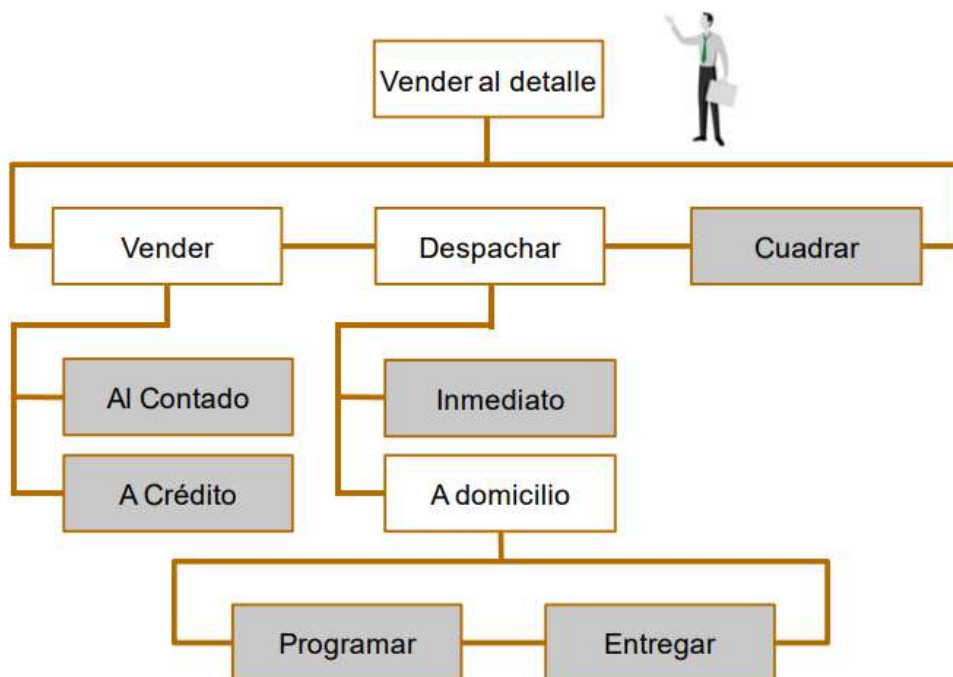 Vender al detalle
Vender
Despachar
Cuadrar
Al Contado
Inmediato
A Crédito
A domicilio
Programar
Entregar